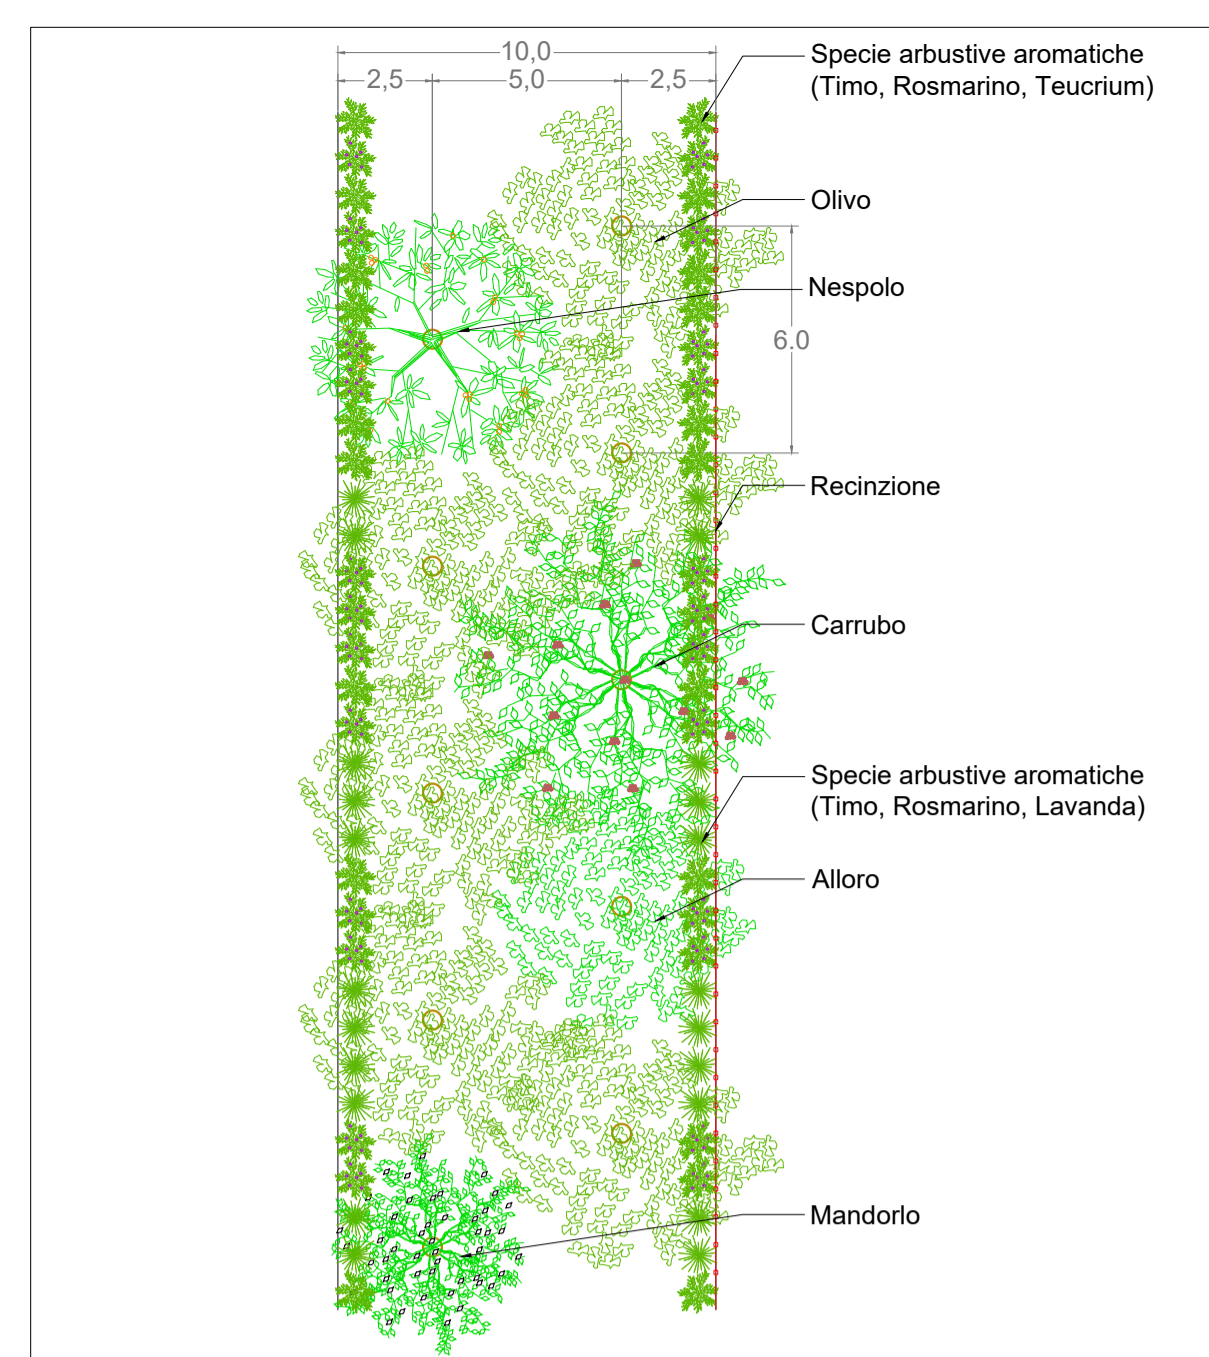 10,0
2,5 5,0 2,5
Specie arbustive aromatiche
(Timo, Rosmarino, Teucrium)
Olivo
Nespolo
6.0
Recinzione
Carrubo
Specie arbustive aromatiche
(Timo, Rosmarino, Lavanda)
Alloro
Mandorlo